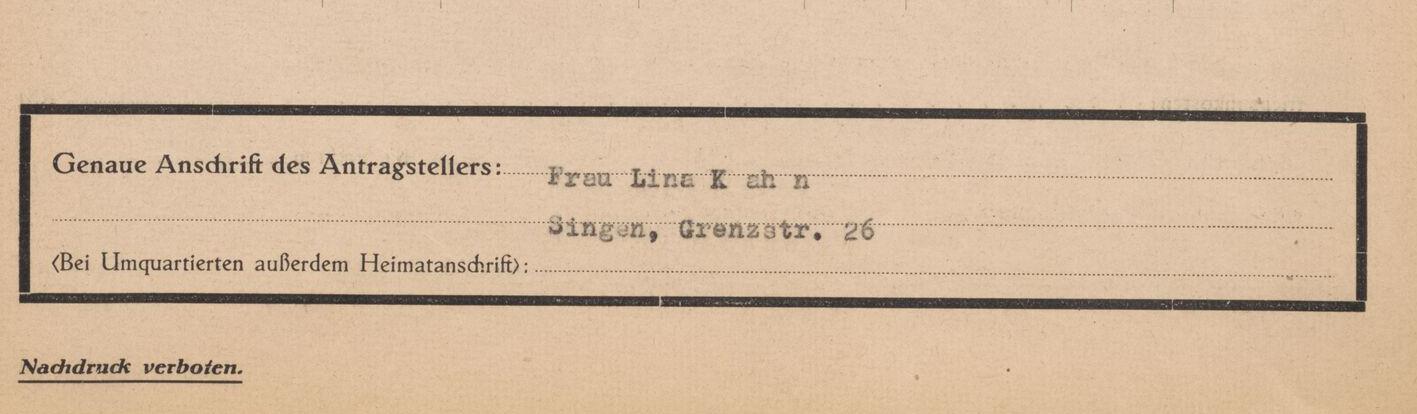 Genaue Anschrift des Antragstellers: Frau Lina K ah n
Singen, Grenzstr. 26
(Bei Umquartierten außerdem Heimatanschrift):
Nachdruck verboten.